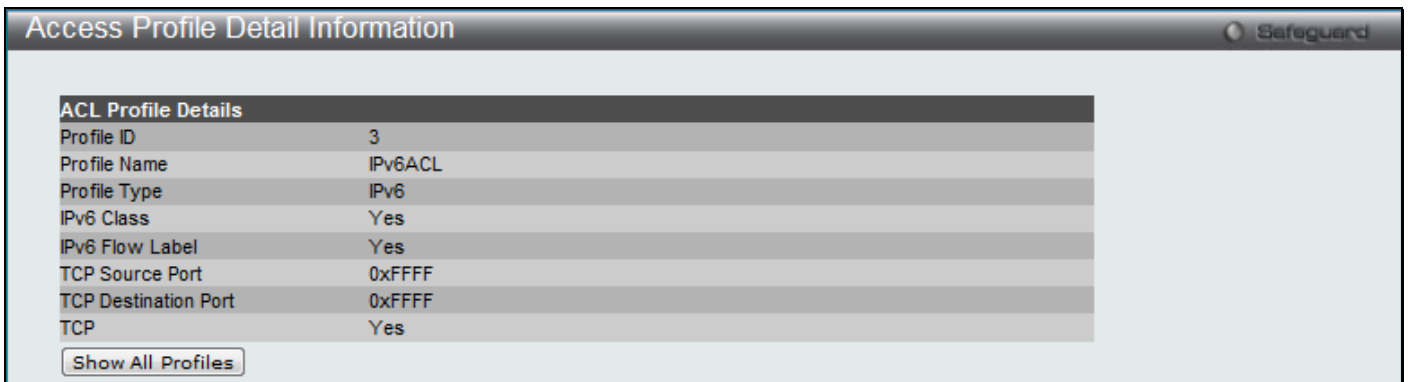 Access Profile Detail Information
Safeguard
ACL Profile Details
Profile ID 3
Profile Name IPv6ACL
Profile Type IPv6
IPv6 Class Yes
IPv6 Flow Label Yes
TCP Source Port 0xFFFF
TCP Destination Port 0xFFFF
TCP Yes
Show All Profiles